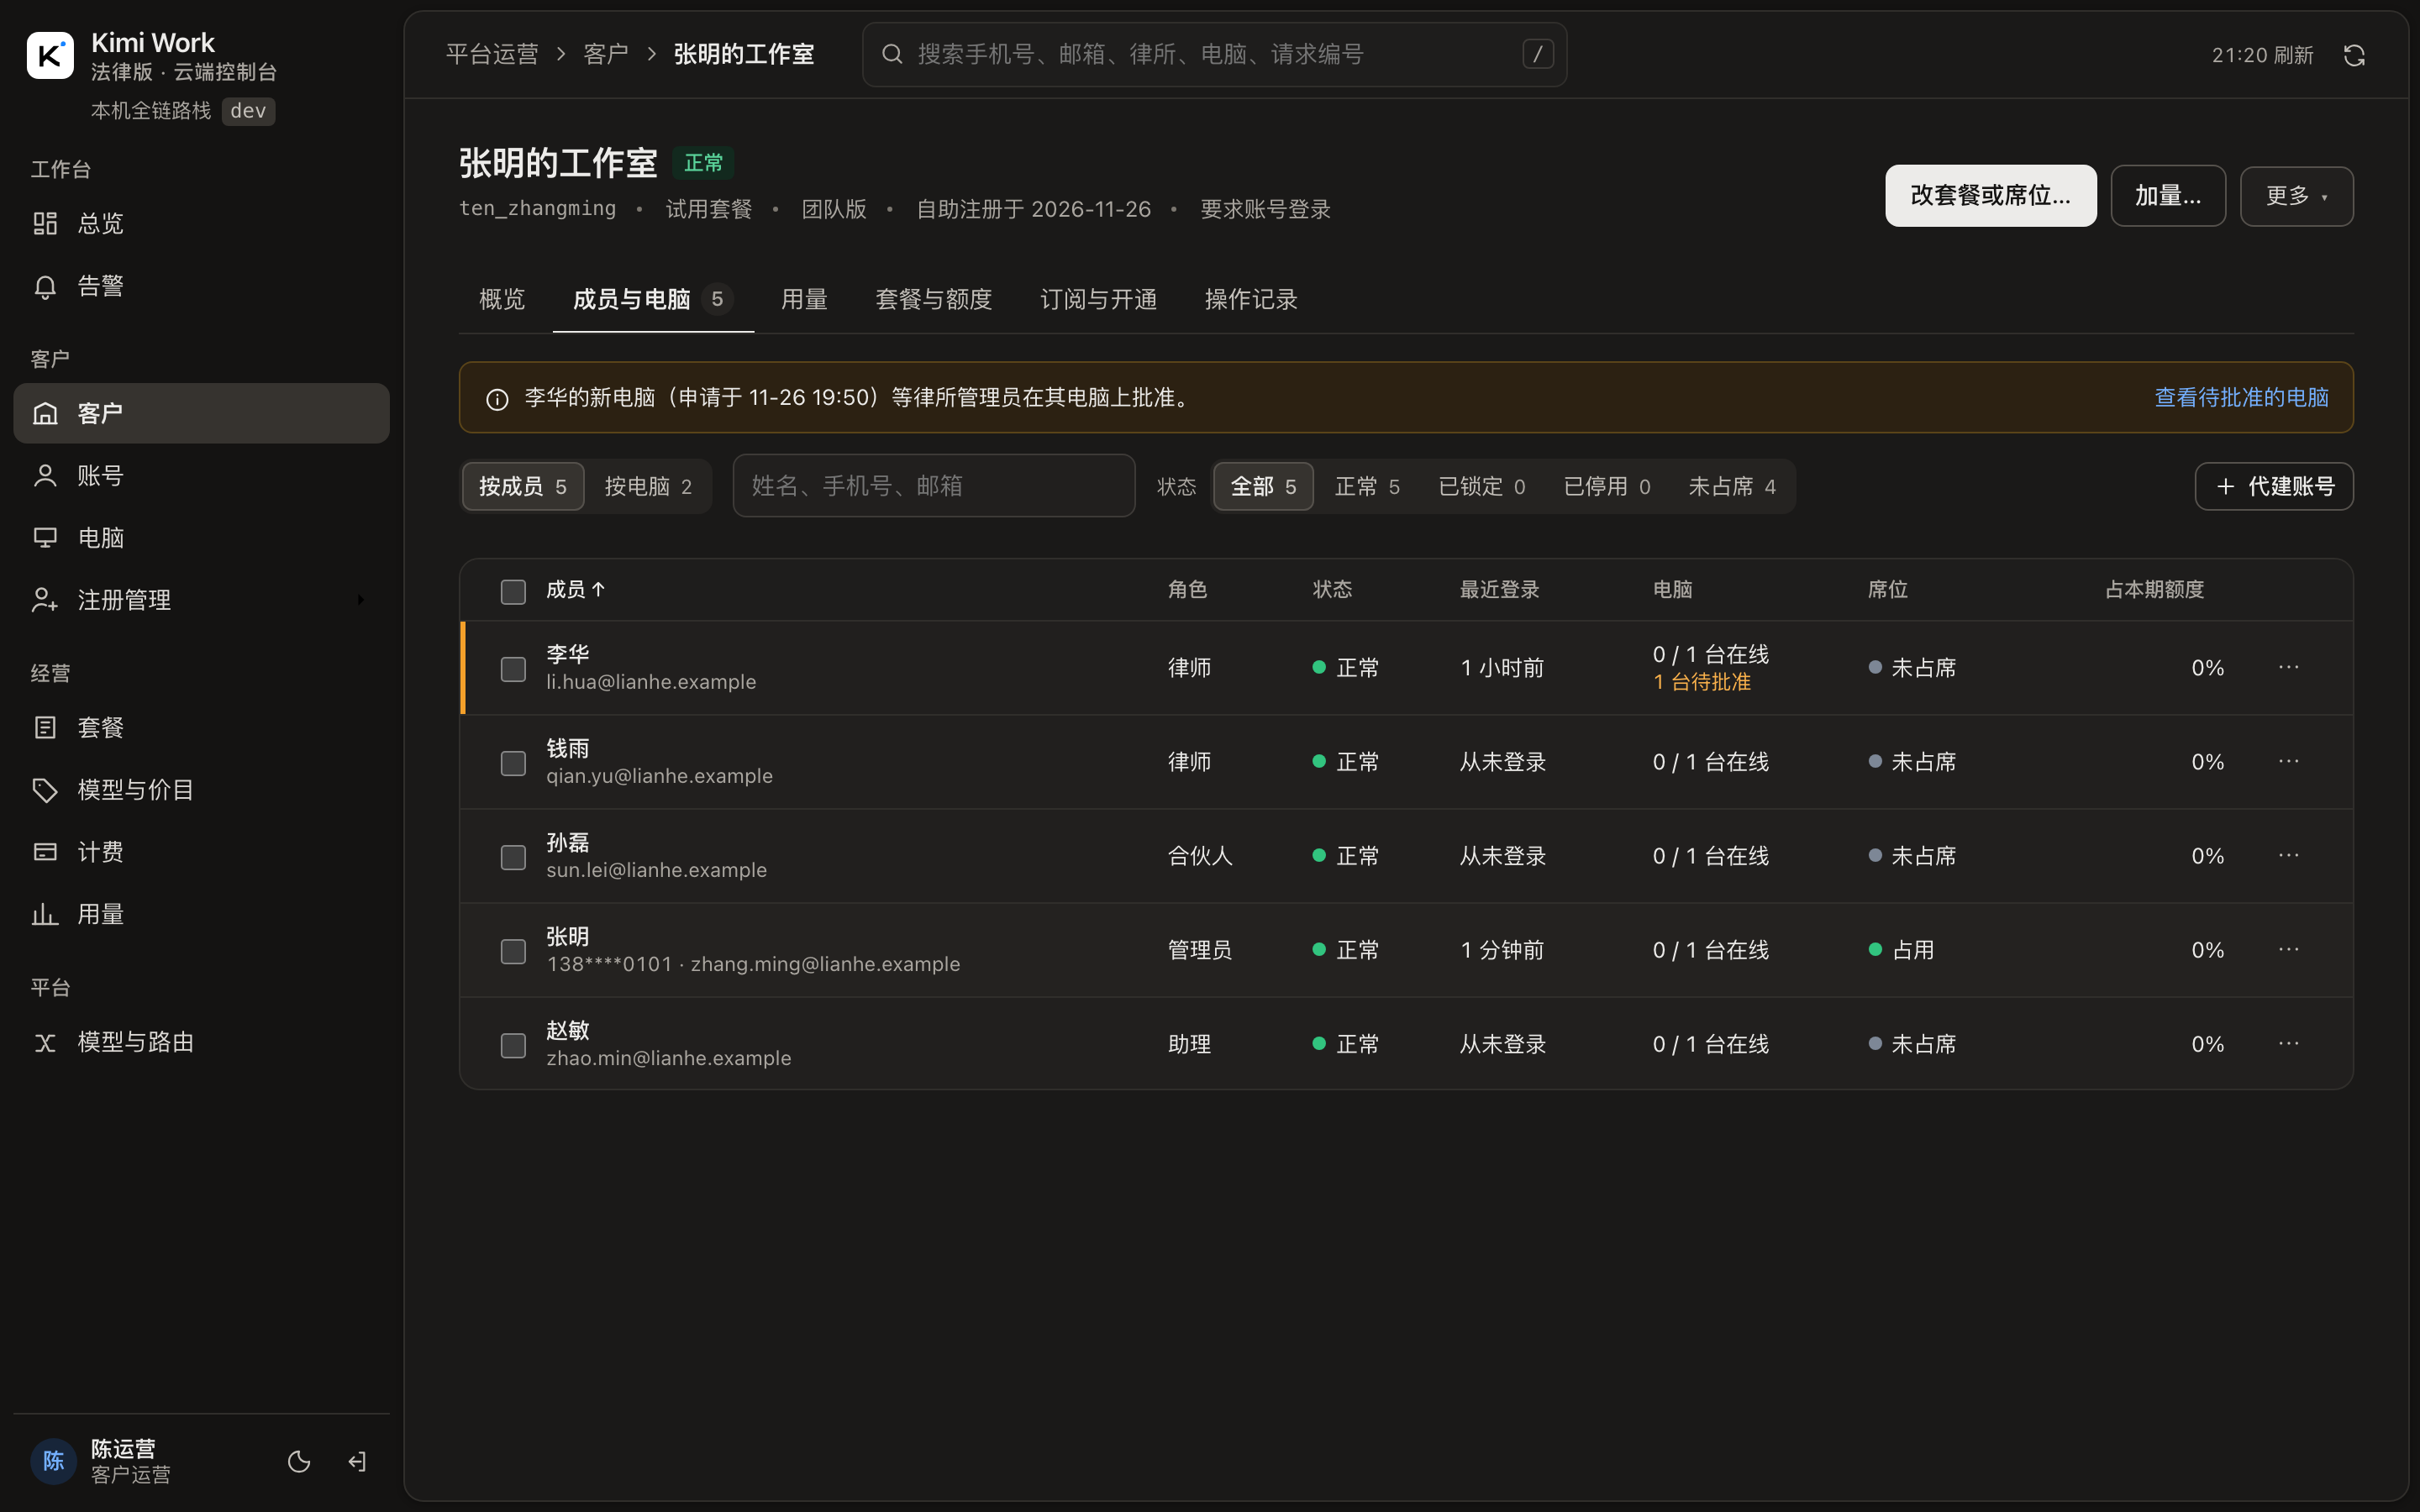 Kimi Work
法律版 · 云端控制台
本机全链路栈 dev
工作台
总览
告警
客户
客户
账号
电脑
注册管理
经营
套餐
模型与价目
计费
用量
平台
模型与路由
陈 陈运营
客户运营
平台运营 > 客户 > 张明的工作室
搜索手机号、邮箱、律所、电脑、请求编号 /
21:20 刷新
张明的工作室 正常
ten_zhangming • 试用套餐 • 团队版 • 自助注册于 2026-11-26 • 要求账号登录
改套餐或席位... 加量... 更多
概览 成员与电脑 5 用量 套餐与额度 订阅与开通 操作记录
李华的新电脑（申请于 11-26 19:50）等律所管理员在其电脑上批准。 查看待批准的电脑
按成员 5 按电脑 2 姓名、手机号、邮箱 状态 全部 5 正常 5 已锁定 0 已停用 0 未占席 4 + 代建账号
成员 ↑ 角色 状态 最近登录 电脑 席位 占本期额度
李华 律师 正常 1 小时前 0 / 1 台在线 未占席 0% ···
li.hua@lianhe.example 1 台待批准
钱雨 律师 正常 从未登录 0 / 1 台在线 未占席 0% ···
qian.yu@lianhe.example
孙磊 合伙人 正常 从未登录 0 / 1 台在线 未占席 0% ···
sun.lei@lianhe.example
张明 管理员 正常 1 分钟前 0 / 1 台在线 占用 0% ···
138****0101 · zhang.ming@lianhe.example
赵敏 助理 正常 从未登录 0 / 1 台在线 未占席 0% ···
zhao.min@lianhe.example